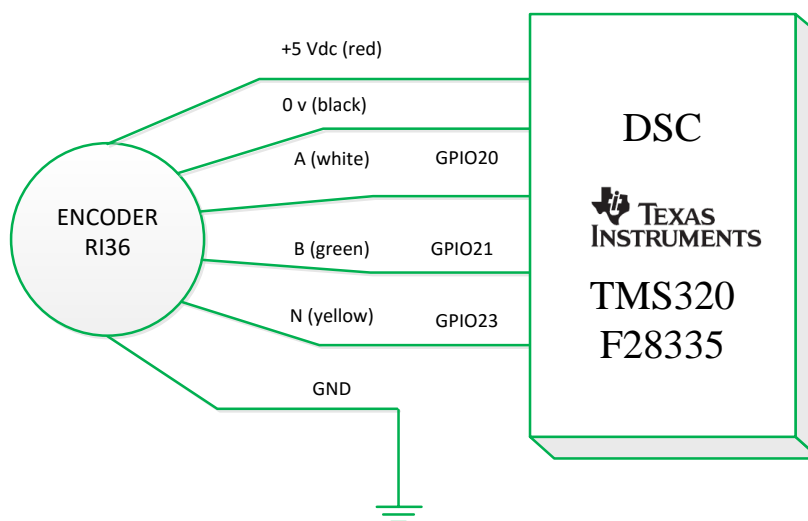 +5 Vdc (red)
0 v (black)
A (white)
GPIO20
ENCODER
RI36
B (green)
GPIO21
N (yellow)
GPIO23
GND
DSC
TEXAS
INSTRUMENTS
TMS320
F28335